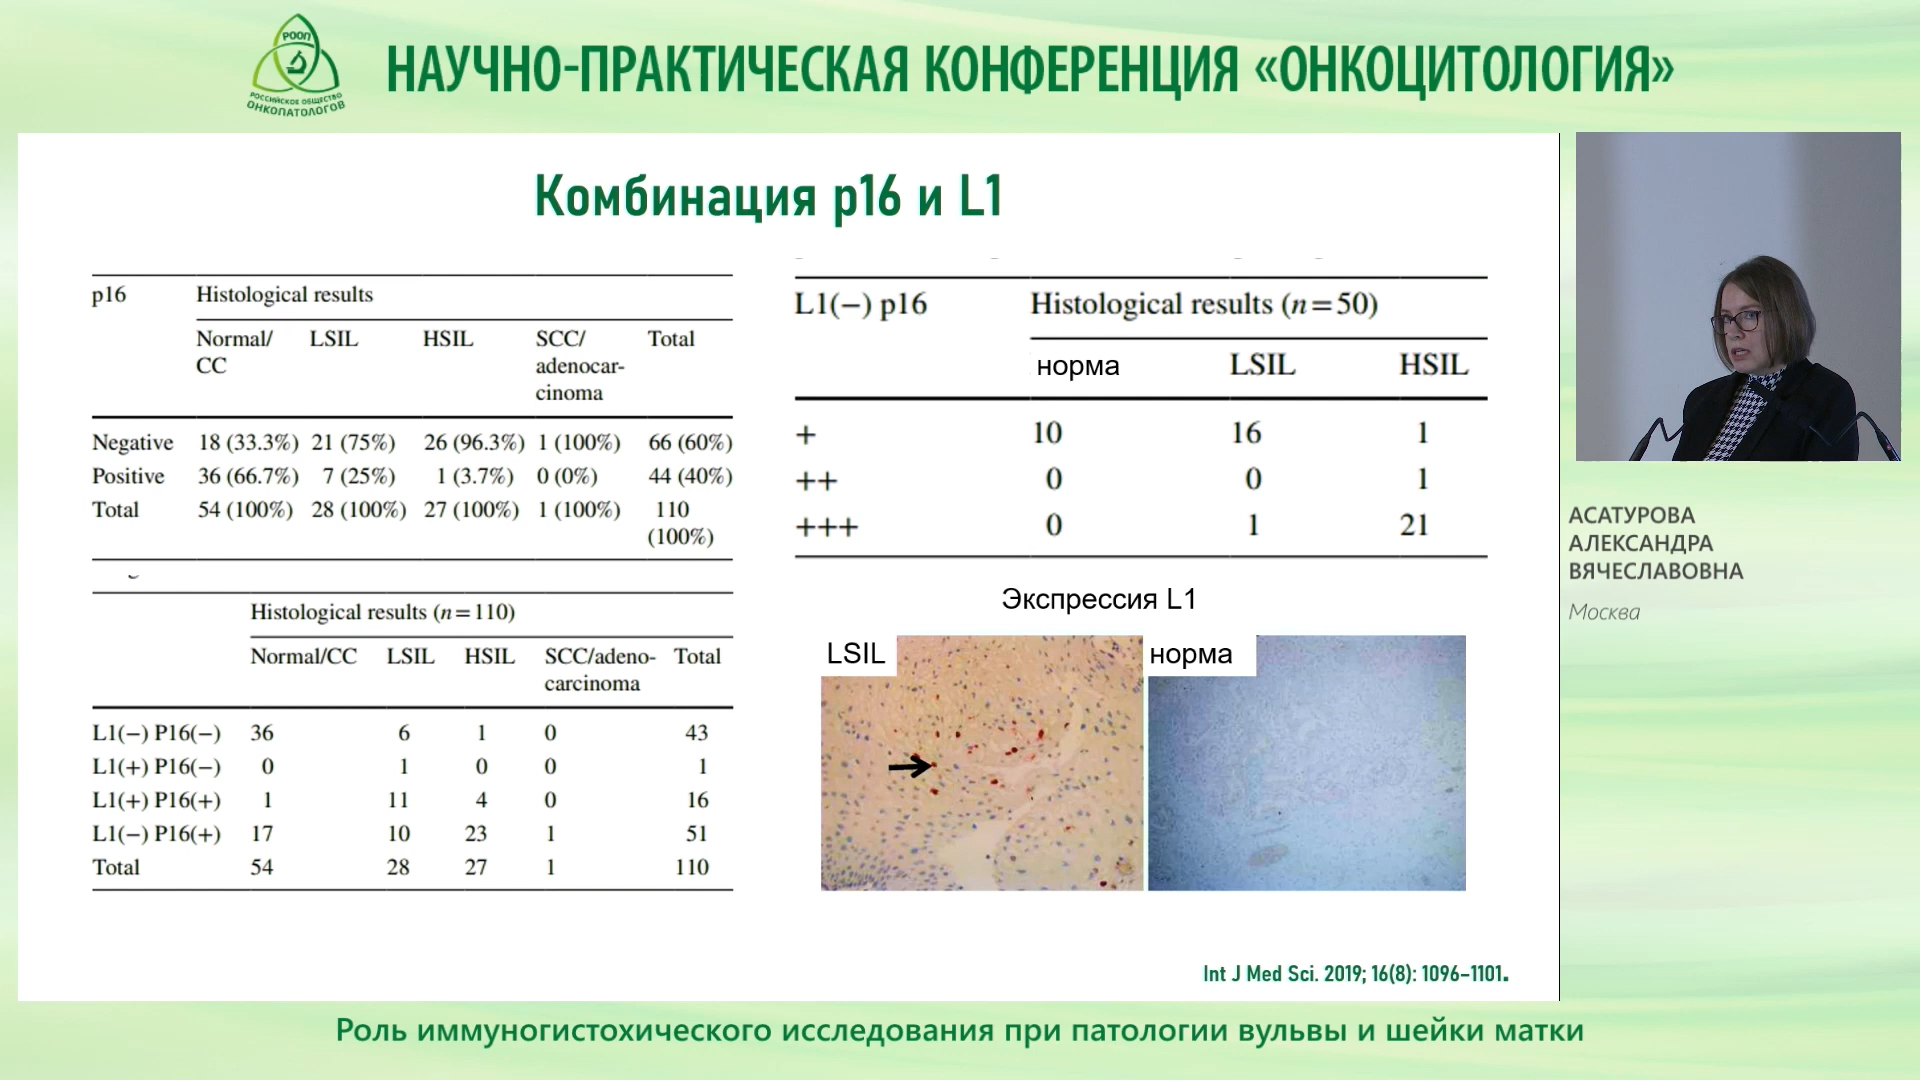 РООП
РОССИЙСКОЕ ОБЩЕСТВО
ОНКОПАТОЛОГОВ
НАУЧНО-ПРАКТИЧЕСКАЯ КОНФЕРЕНЦИЯ «ОНКОЦИТОЛОГИЯ»
Комбинация p16 и L1
p16 Histological results
Normal/ LSIL HSIL SCC/ Total
CC adenocar-
cinoma
Negative 18 (33.3%) 21 (75%) 26 (96.3%) 1 (100%) 66 (60%)
Positive 36 (66.7%) 7 (25%) 1 (3.7%) 0 (0%) 44 (40%)
Total 54 (100%) 28 (100%) 27 (100%) 1 (100%) 110
(100%)
Histological results (n=110)
Normal/CC LSIL HSIL SCC/adeno- Total
carcinoma
L1(−) P16(−) 36 6 1 0 43
L1(+) P16(−) 0 1 0 0 1
L1(+) P16(+) 1 11 4 0 16
L1(−) P16(+) 17 10 23 1 51
Total 54 28 27 1 110
L1(−) p16 Histological results (n=50)
норма LSIL HSIL
+ 10 16 1
++ 0 0 1
+++ 0 1 21
Экспрессия L1
LSIL норма
Int J Med Sci. 2019; 16(8): 1096–1101.
АСАТУРОВА
АЛЕКСАНДРА
ВЯЧЕСЛАВОВНА
Москва
Роль иммуногистохического исследования при патологии вульвы и шейки матки